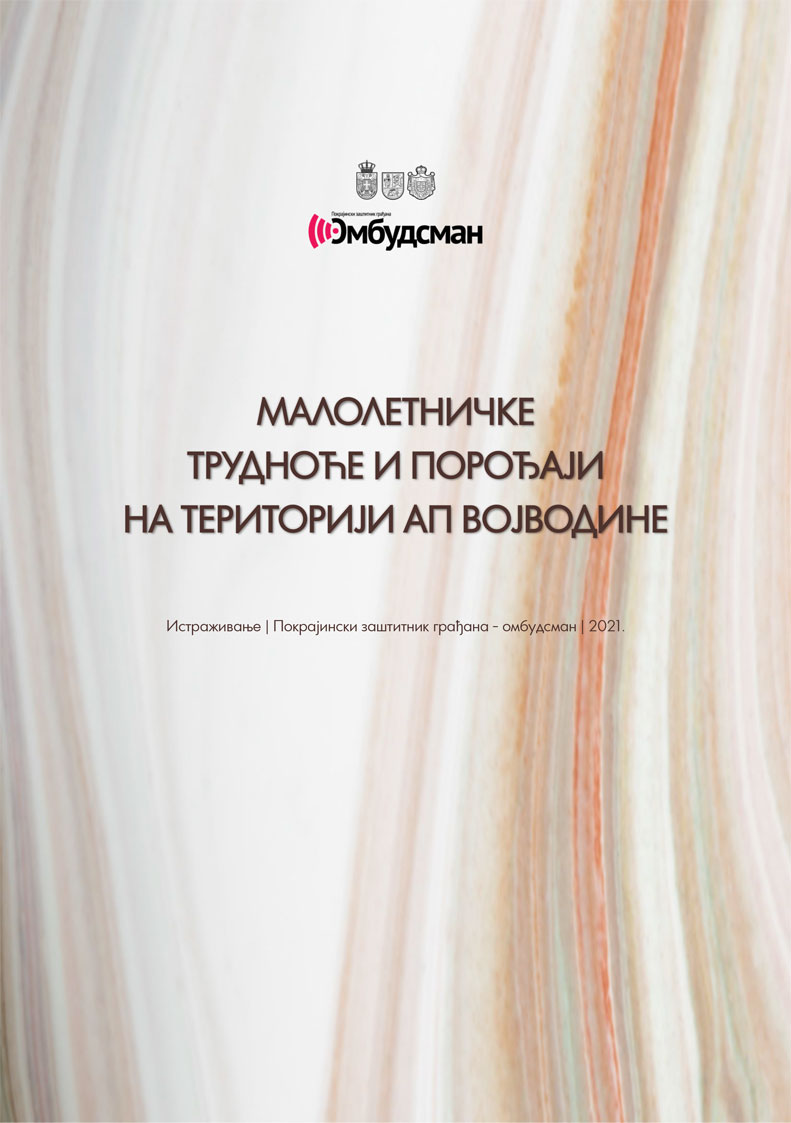 Покрајински заштитник грађана
Омбудсман
МАЛОЛЕТНИЧКЕ
ТРУДНОЋЕ И ПОРОЂАЈИ
НА ТЕРИТОРИЈИ АП ВОЈВОДИНЕ
Истраживање | Покрајински заштитник грађана - омбудсман | 2021.